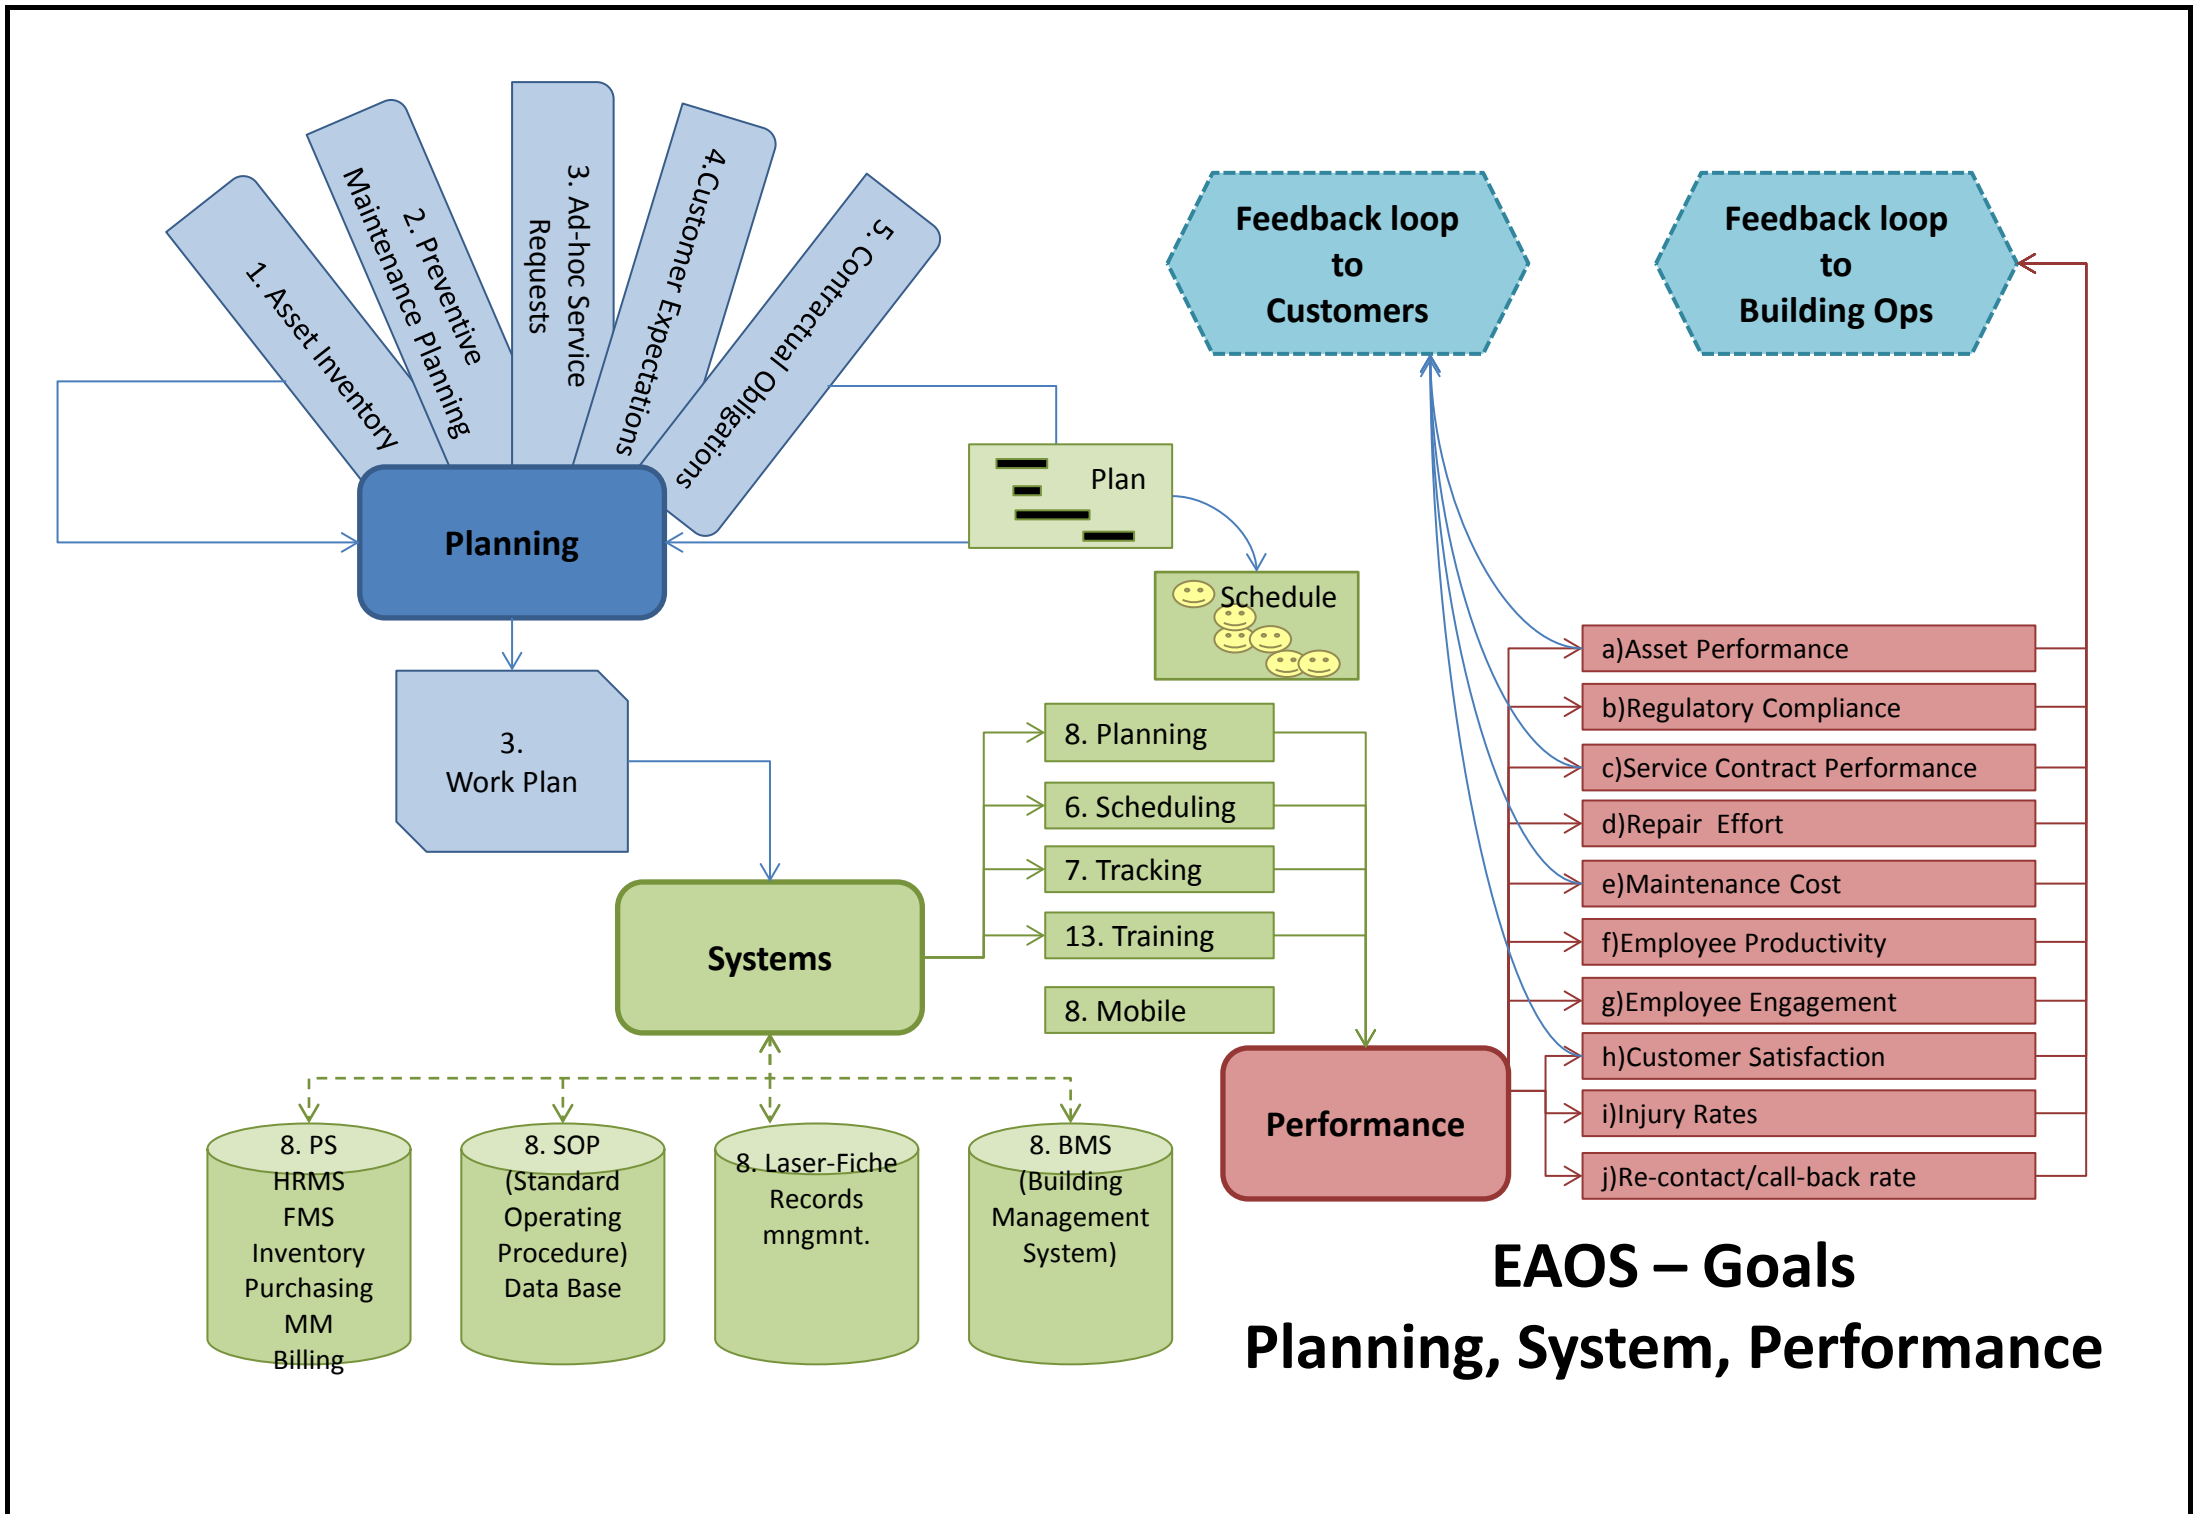 1. Asset Inventory
2. Preventive
Maintenance Planning
3. Ad-hoc Service
Requests
4.Customer Expectations
5. Contractual Obligations
Planning
Plan
Schedule
3.
Work Plan
Systems
8. Planning
6. Scheduling
7. Tracking
13. Training
8. Mobile
8. PS
HRMS
FMS
Inventory
Purchasing
MM
Billing
8. SOP
(Standard
Operating
Procedure)
Data Base
8. Laser-Fiche
Records
mngmnt.
8. BMS
(Building
Management
System)
Feedback loop
to
Customers
Feedback loop
to
Building Ops
a)Asset Performance
b)Regulatory Compliance
c)Service Contract Performance
d)Repair  Effort
e)Maintenance Cost
f)Employee Productivity
g)Employee Engagement
h)Customer Satisfaction
i)Injury Rates
j)Re-contact/call-back rate
Performance
EAOS – Goals
Planning, System, Performance